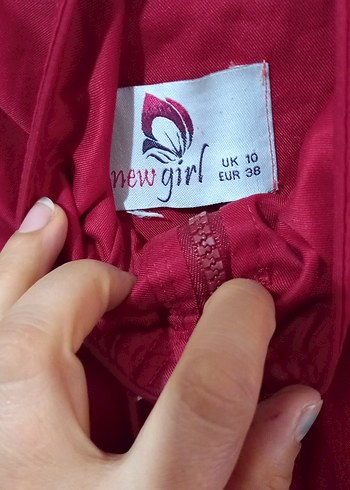 new girl
UK 10
EUR 38